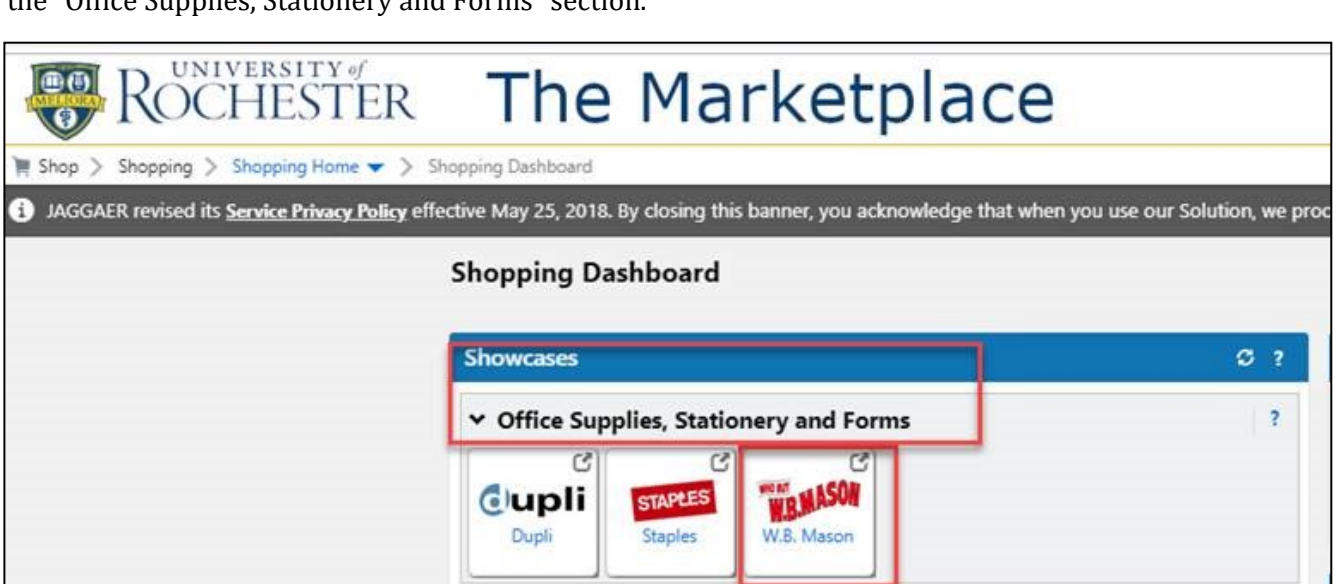 the "Office Supplies, Stationery and Forms" section.
UNIVERSITY of
ROCHESTER
The Marketplace
MELIORA
Shop > Shopping > Shopping Home > Shopping Dashboard
JAGGAER revised its Service Privacy Policy effective May 25, 2018. By closing this banner, you acknowledge that when you use our Solution, we proc
Shopping Dashboard
Showcases ?
Office Supplies, Stationery and Forms ?
dupli STAPLES WHO BUT W.B.MASON
Dupli Staples W.B. Mason